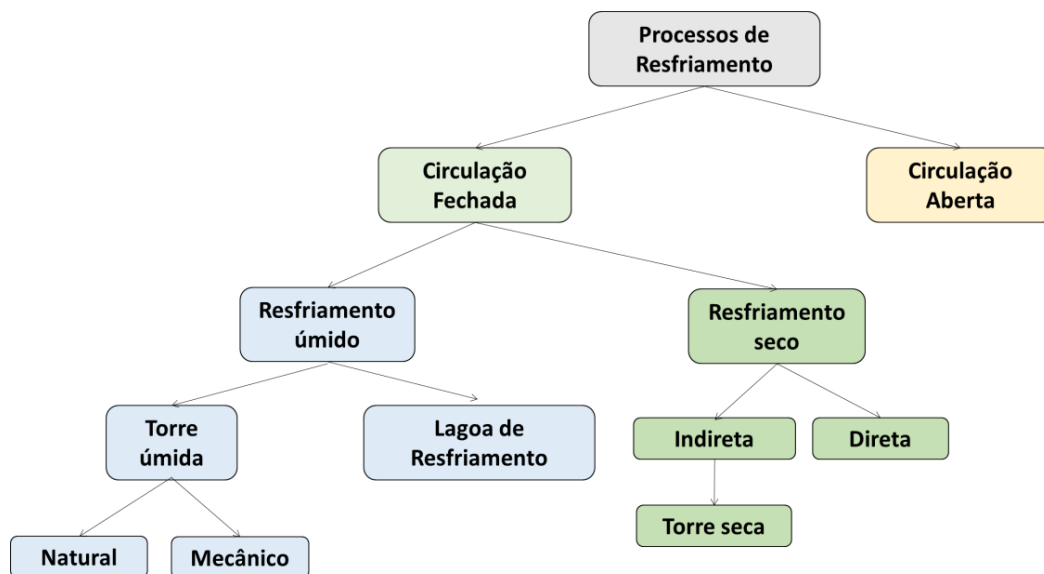 Processos de
Resfriamento
Circulação
Fechada
Circulação
Aberta
Resfriamento
úmido
Resfriamento
seco
Torre
úmida
Lagoa de
Resfriamento
Indireta
Direta
Torre seca
Natural
Mecânico